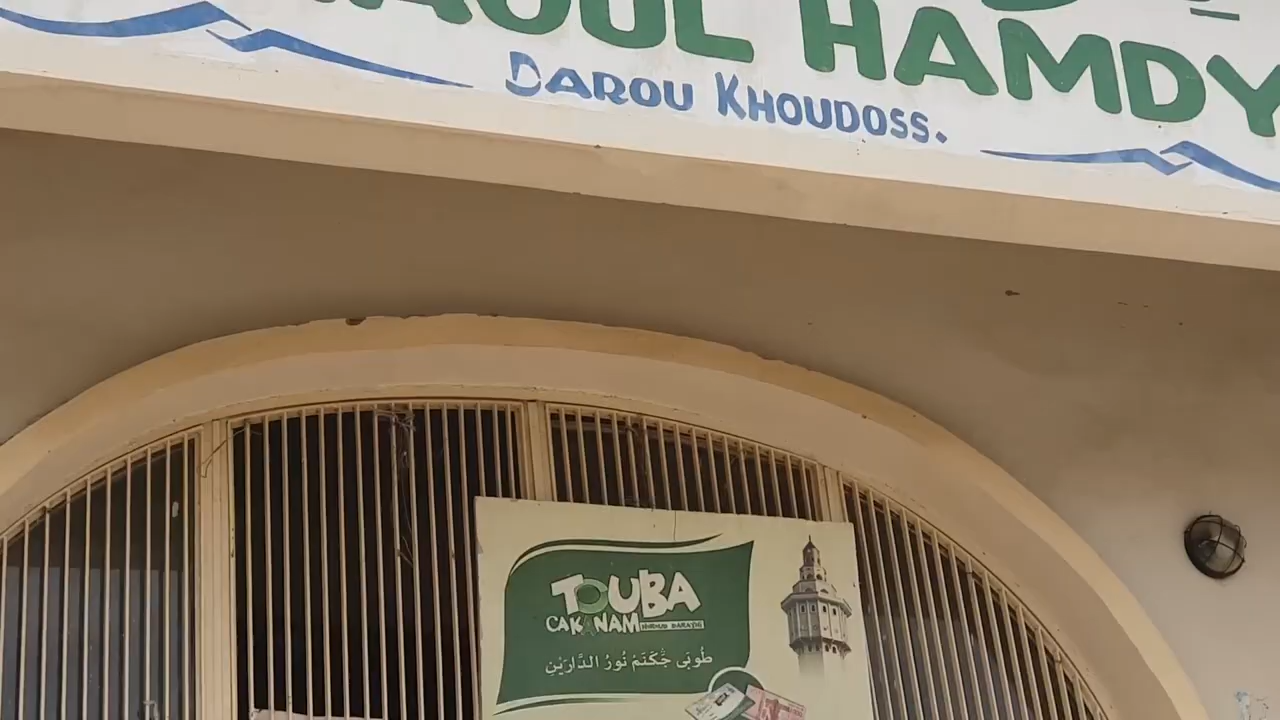 HAMDY
DAROU KHOUDOSS.
TOUBA
CA KANAM
طُوبَى جَّكَنَمْ نُورُ الدَّارَيْنِ